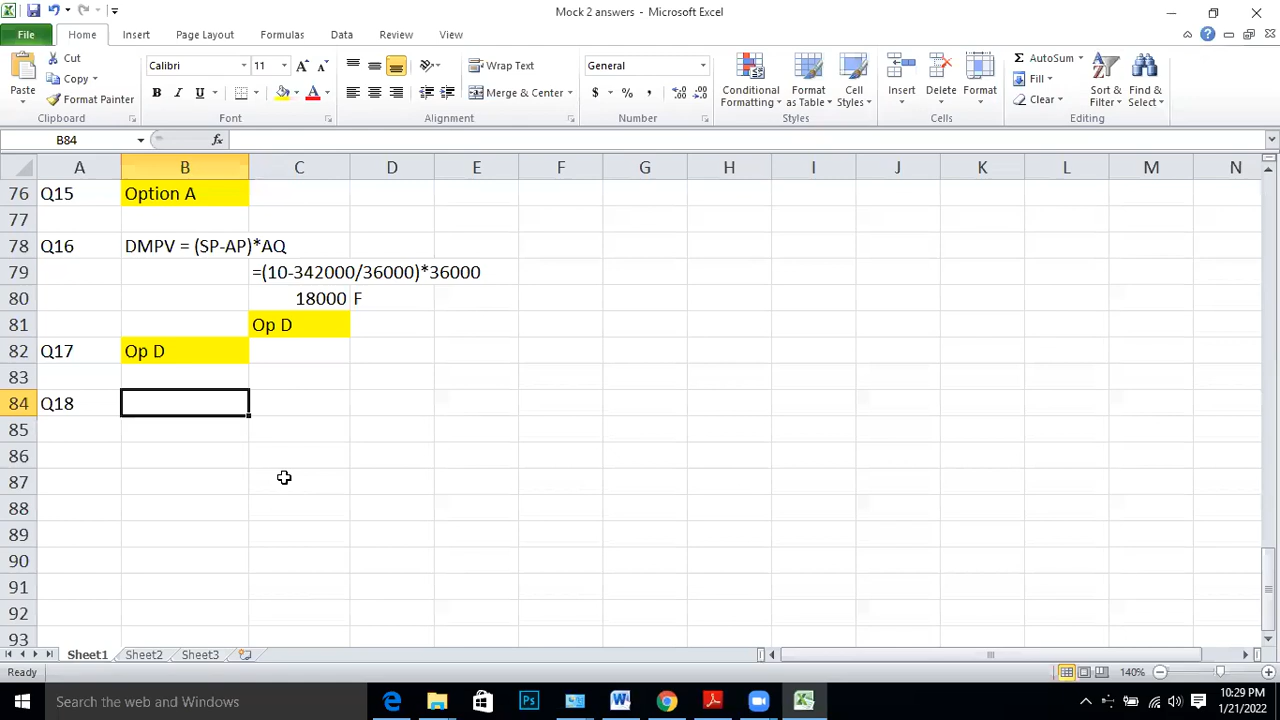 Mock 2 answers - Microsoft Excel
File Home Insert Page Layout Formulas Data Review View
Cut
Copy
Format Painter
Paste
Clipboard
Calibri 11
B I U
Font
Wrap Text
Merge & Center
Alignment
General
$ % ,
Number
Conditional Formatting
Format as Table
Cell Styles
Styles
Insert Delete Format
Cells
AutoSum
Fill
Clear
Sort & Filter
Find & Select
Editing
B84 fx
A B C D E F G H I J K L M N
76 Q15 Option A
77
78 Q16 DMPV = (SP-AP)*AQ
79 =(10-342000/36000)*36000
80 18000 F
81 Op D
82 Q17 Op D
83
84 Q18
85
86
87
88
89
90
91
92
93
Sheet1 Sheet2 Sheet3
Ready 140%
Search the web and Windows
10:29 PM
1/21/2022